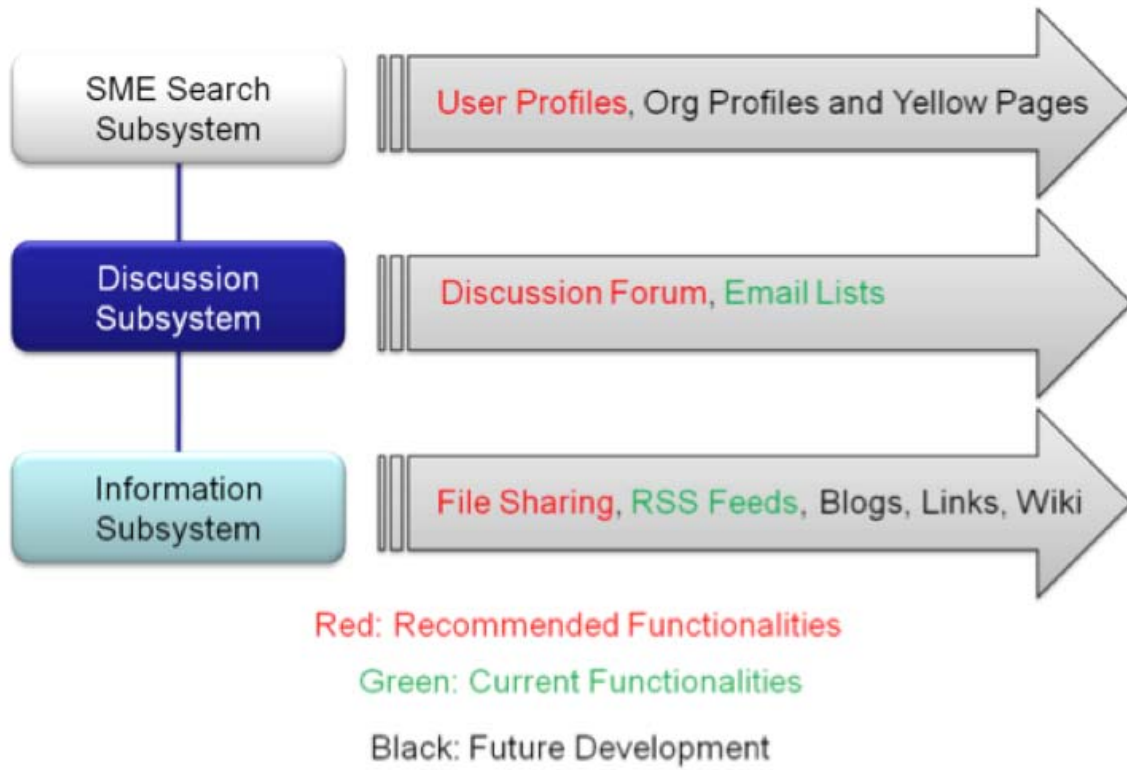 SME Search
Subsystem
User Profiles, Org Profiles and Yellow Pages
Discussion
Subsystem
Discussion Forum, Email Lists
Information
Subsystem
File Sharing, RSS Feeds, Blogs, Links, Wiki
Red: Recommended Functionalities
Green: Current Functionalities
Black: Future Development